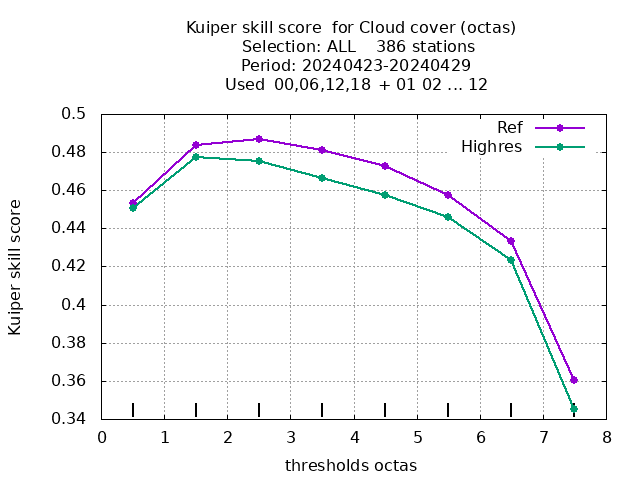 Kuiper skill score  for Cloud cover (octas)
Selection: ALL    386 stations
Period: 20240423-20240429
Used  00,06,12,18  + 01 02 ... 12
Ref
Highres
Kuiper skill score
0.5
0.48
0.46
0.44
0.42
0.4
0.38
0.36
0.34
0 1 2 3 4 5 6 7 8
thresholds octas